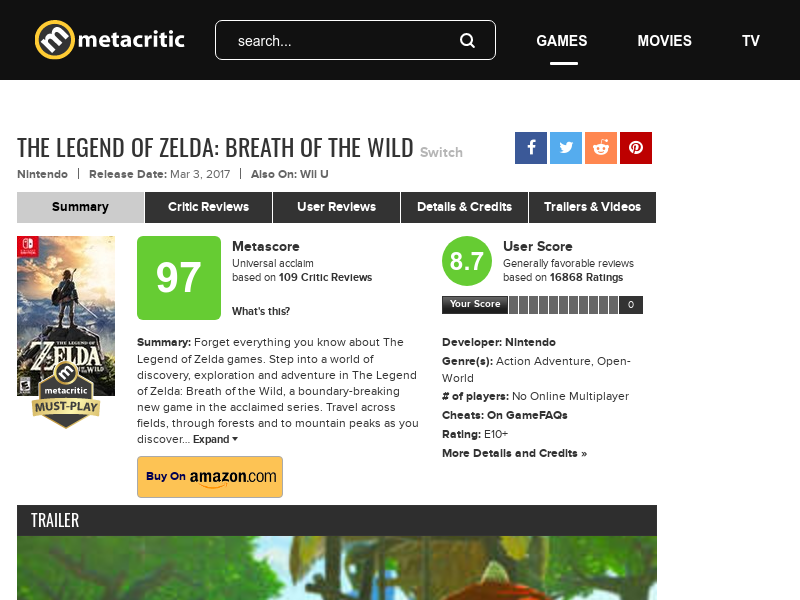 metacritic
search...
GAMES
MOVIES
TV
THE LEGEND OF ZELDA: BREATH OF THE WILD Switch
Nintendo | Release Date: Mar 3, 2017 | Also On: Wii U
Summary
Critic Reviews
User Reviews
Details & Credits
Trailers & Videos
THE LEGEND OF
ZELDA
metacritic
MUST-PLAY
97
Metascore
Universal acclaim
based on 109 Critic Reviews
What's this?
8.7
User Score
Generally favorable reviews
based on 16868 Ratings
Your Score
0
Summary: Forget everything you know about The
Legend of Zelda games. Step into a world of
discovery, exploration and adventure in The Legend
of Zelda: Breath of the Wild, a boundary-breaking
new game in the acclaimed series. Travel across
fields, through forests and to mountain peaks as you
discover... Expand
Buy On amazon.com
Developer: Nintendo
Genre(s): Action Adventure, Open-
World
# of players: No Online Multiplayer
Cheats: On GameFAQs
Rating: E10+
More Details and Credits »
TRAILER